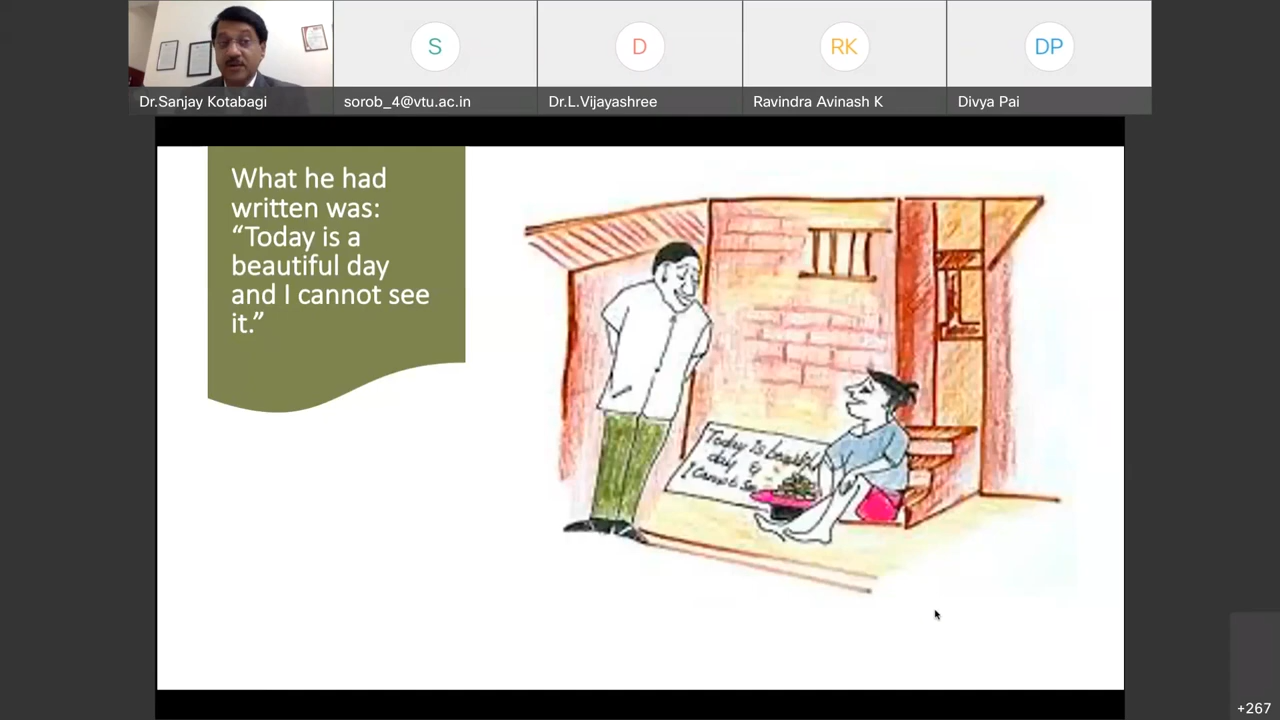 S
D
RK
DP
Dr.Sanjay Kotabagi
sorob_4@vtu.ac.in
Dr.L.Vijayashree
Ravindra Avinash K
Divya Pai
What he had
written was:
“Today is a
beautiful day
and I cannot see
it.”
Today is
day &
I Cannot
+267